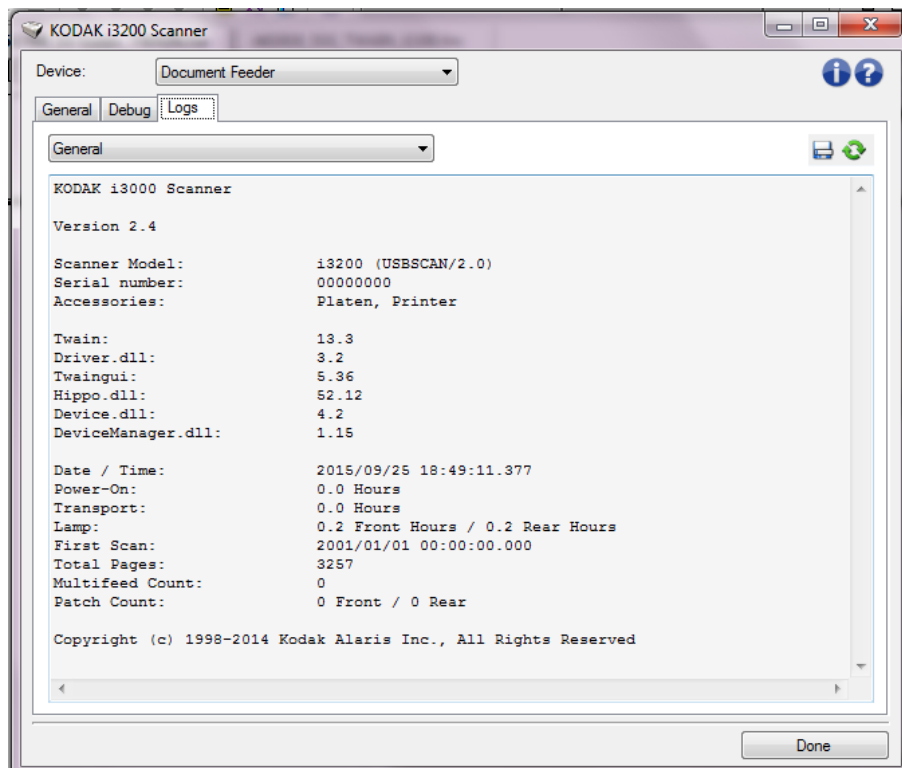 KODAK i3200 Scanner
Device: Document Feeder
General Debug Logs
General
KODAK i3000 Scanner
Version 2.4
Scanner Model: i3200 (USBSCAN/2.0)
Serial number: 00000000
Accessories: Platen, Printer
Twain: 13.3
Driver.dll: 3.2
Twaingui: 5.36
Hippo.dll: 52.12
Device.dll: 4.2
DeviceManager.dll: 1.15
Date / Time: 2015/09/25 18:49:11.377
Power-On: 0.0 Hours
Transport: 0.0 Hours
Lamp: 0.2 Front Hours / 0.2 Rear Hours
First Scan: 2001/01/01 00:00:00.000
Total Pages: 3257
Multifeed Count: 0
Patch Count: 0 Front / 0 Rear
Copyright (c) 1998-2014 Kodak Alaris Inc., All Rights Reserved
Done